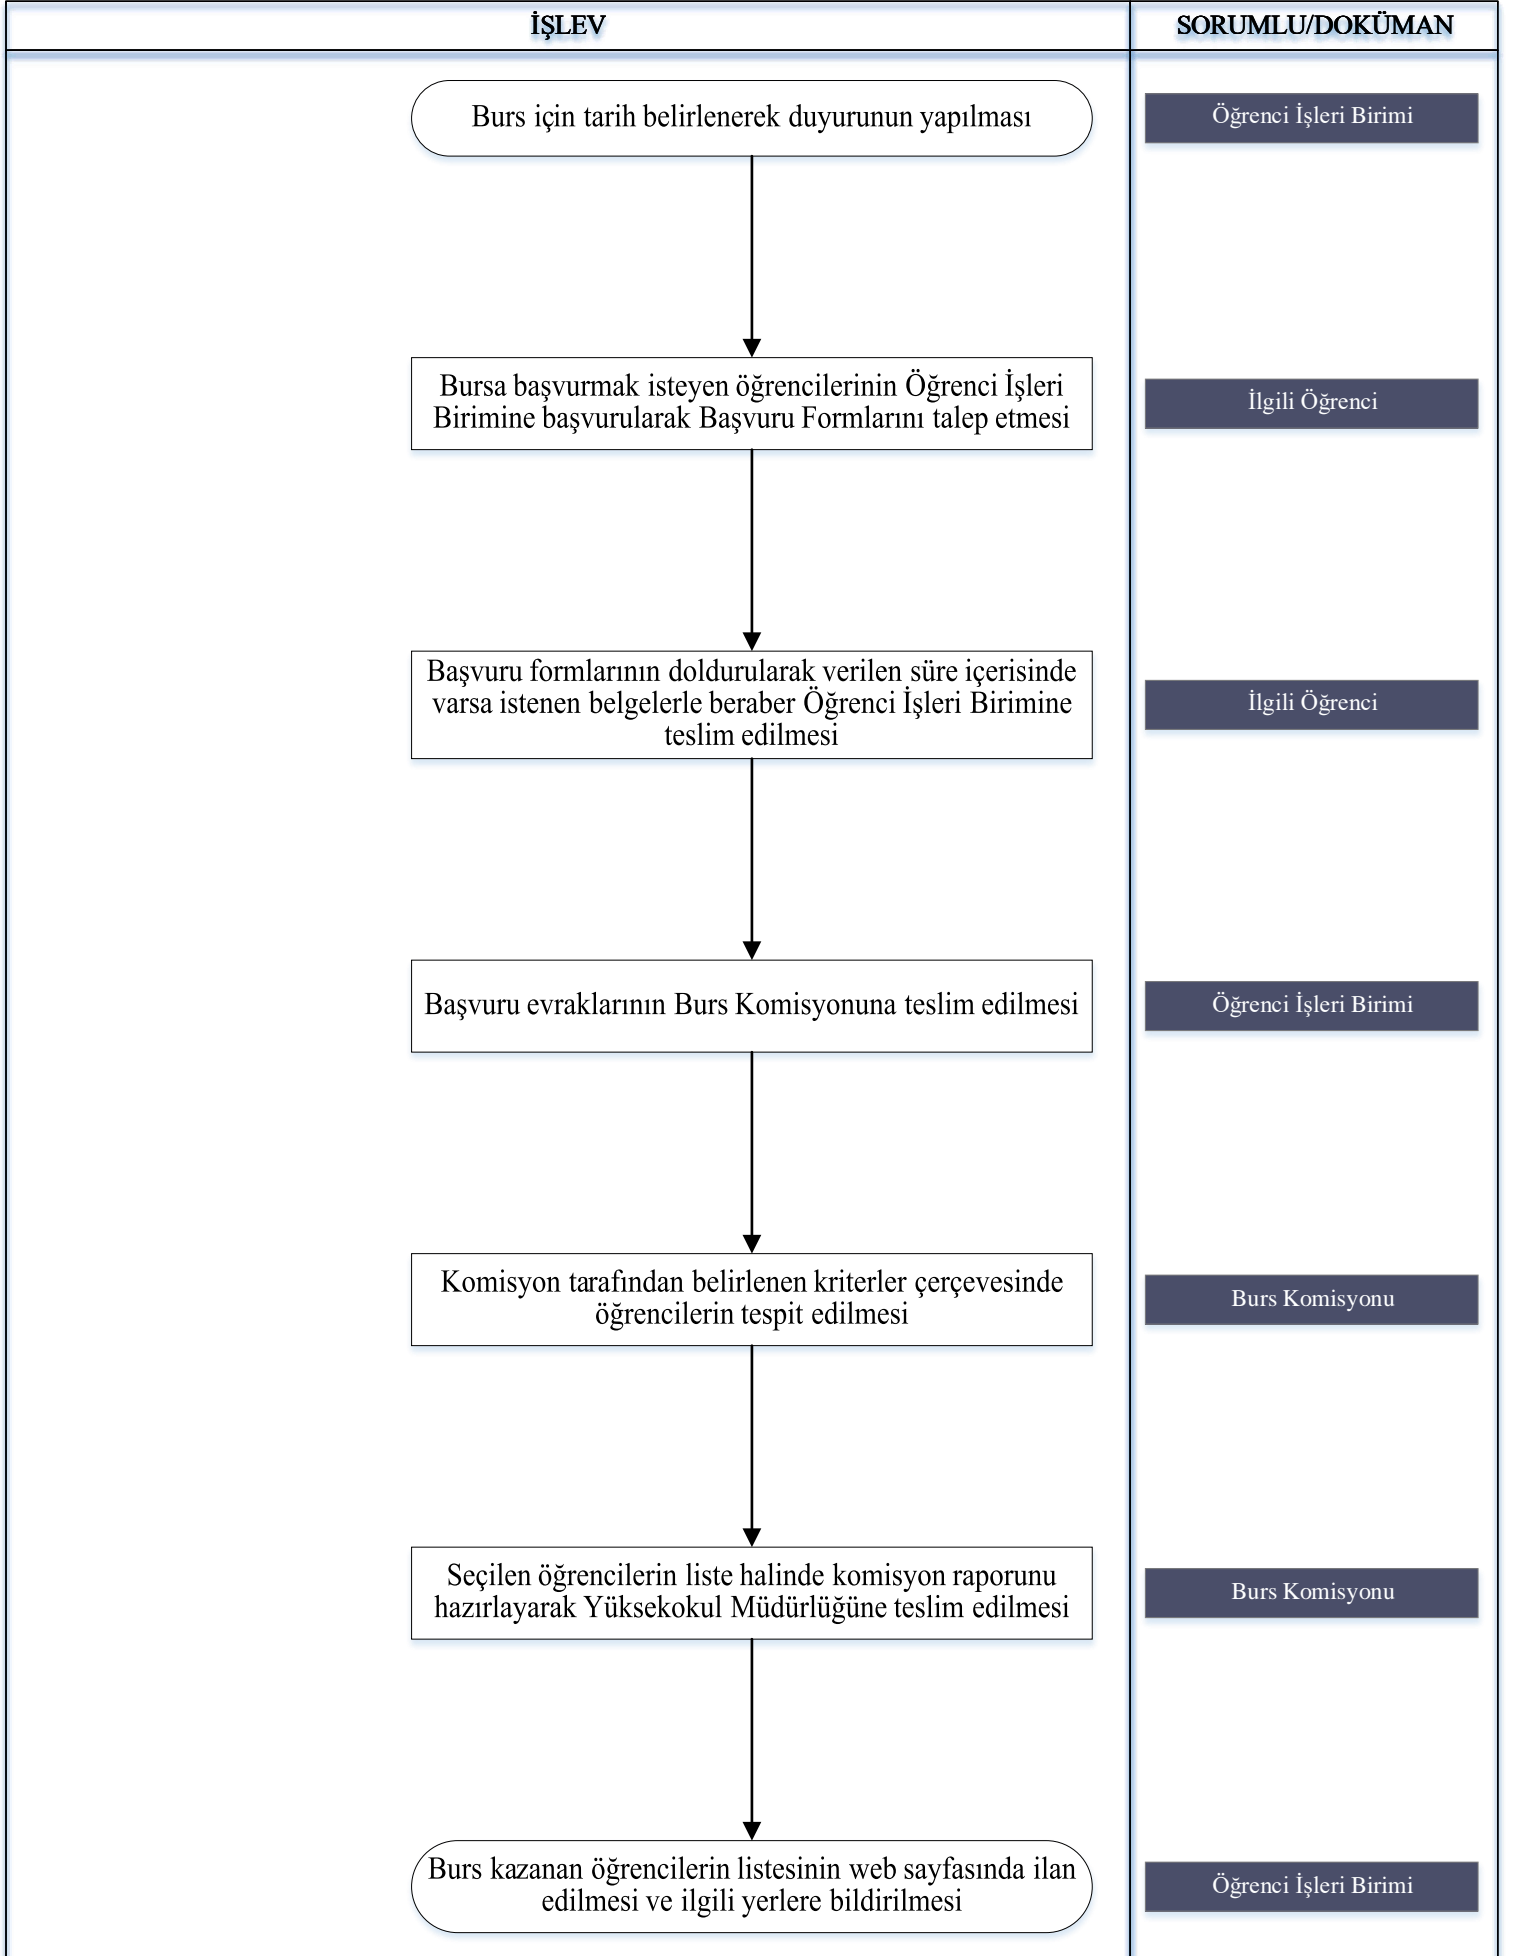 İŞLEV
SORUMLU/DOKÜMAN
Burs için tarih belirlenerek duyurunun yapılması
Öğrenci İşleri Birimi
Bursa başvurmak isteyen öğrencilerinin Öğrenci İşleri
Birimine başvurularak Başvuru Formlarını talep etmesi
İlgili Öğrenci
Başvuru formlarının doldurularak verilen süre içerisinde
varsa istenen belgelerle beraber Öğrenci İşleri Birimine
teslim edilmesi
İlgili Öğrenci
Başvuru evraklarının Burs Komisyonuna teslim edilmesi
Öğrenci İşleri Birimi
Komisyon tarafından belirlenen kriterler çerçevesinde
öğrencilerin tespit edilmesi
Burs Komisyonu
Seçilen öğrencilerin liste halinde komisyon raporunu
hazırlayarak Yüksekokul Müdürlüğüne teslim edilmesi
Burs Komisyonu
Burs kazanan öğrencilerin listesinin web sayfasında ilan
edilmesi ve ilgili yerlere bildirilmesi
Öğrenci İşleri Birimi